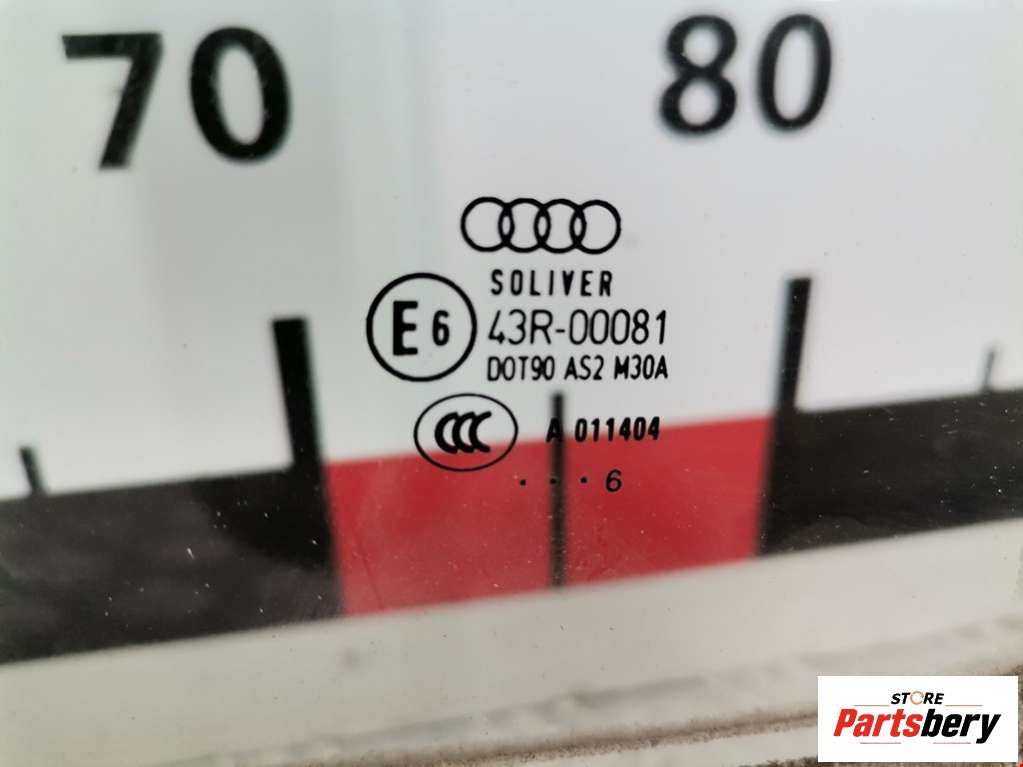 70 80
SOLIVER
E6 43R-00081
DOT90 AS2 M30A
CCC A 011404
. . . 6
STORE
Partsbery